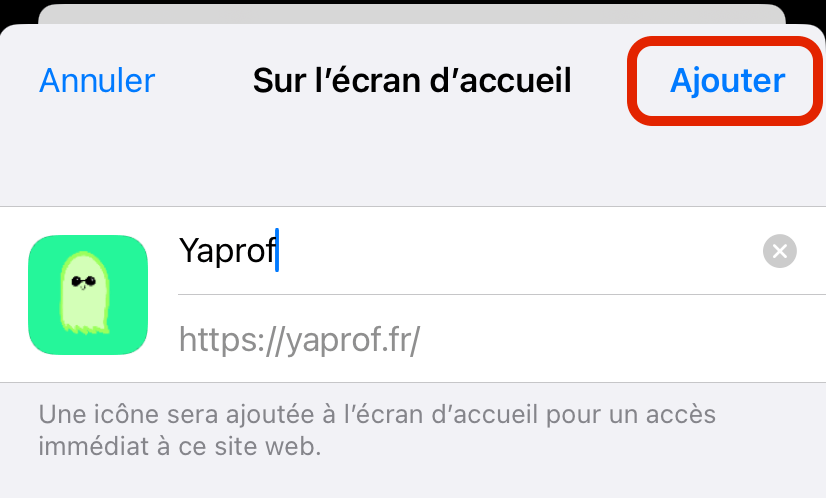 Annuler Sur l’écran d’accueil Ajouter
Yaprof
https://yaprof.fr/
Une icône sera ajoutée à l’écran d’accueil pour un accès
immédiat à ce site web.